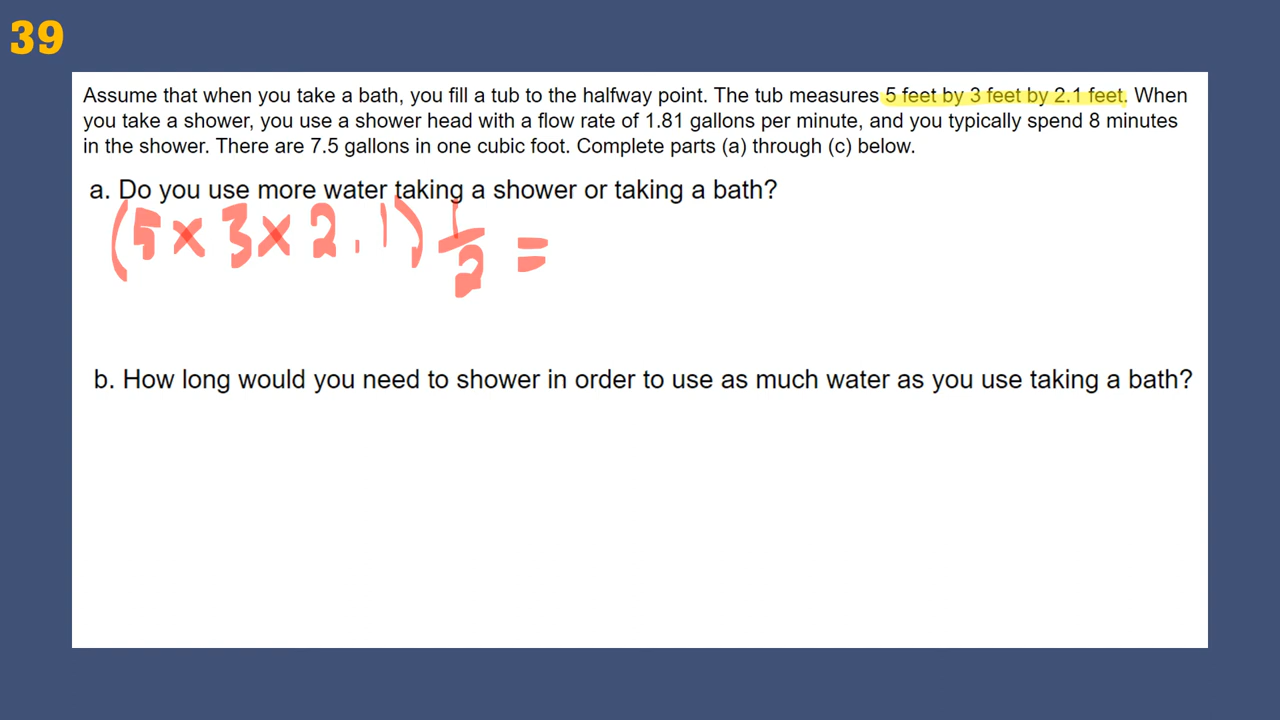 39
Assume that when you take a bath, you fill a tub to the halfway point. The tub measures 5 feet by 3 feet by 2.1 feet. When
you take a shower, you use a shower head with a flow rate of 1.81 gallons per minute, and you typically spend 8 minutes
in the shower. There are 7.5 gallons in one cubic foot. Complete parts (a) through (c) below.
a. Do you use more water taking a shower or taking a bath?
(5 × 3 × 2.1) 1/2 =
b. How long would you need to shower in order to use as much water as you use taking a bath?